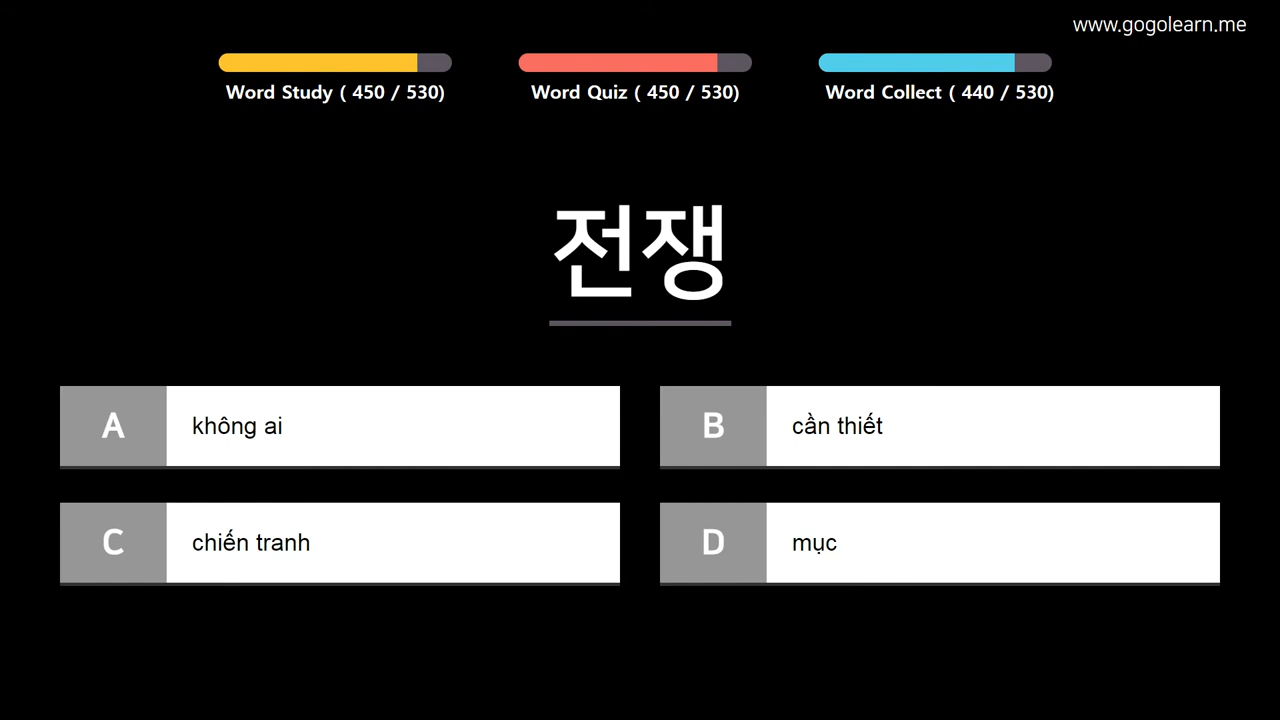 www.gogolearn.me
Word Study ( 450 / 530)
Word Quiz ( 450 / 530)
Word Collect ( 440 / 530)
전쟁
A không ai
B cần thiết
C chiến tranh
D mục